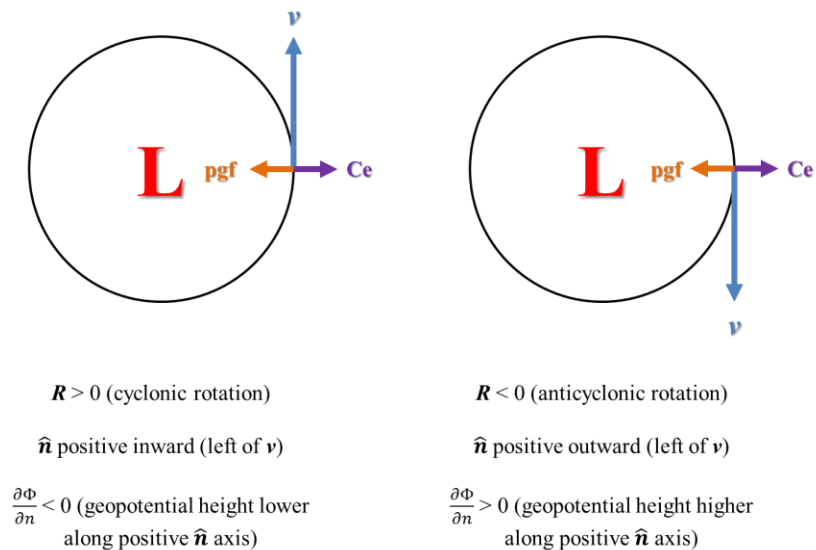 v
L
pgf
Ce
R > 0 (cyclonic rotation)
n̂ positive inward (left of v)
∂Φ/∂n < 0 (geopotential height lower
along positive n̂ axis)
L
pgf
Ce
v
R < 0 (anticyclonic rotation)
n̂ positive outward (left of v)
∂Φ/∂n > 0 (geopotential height higher
along positive n̂ axis)